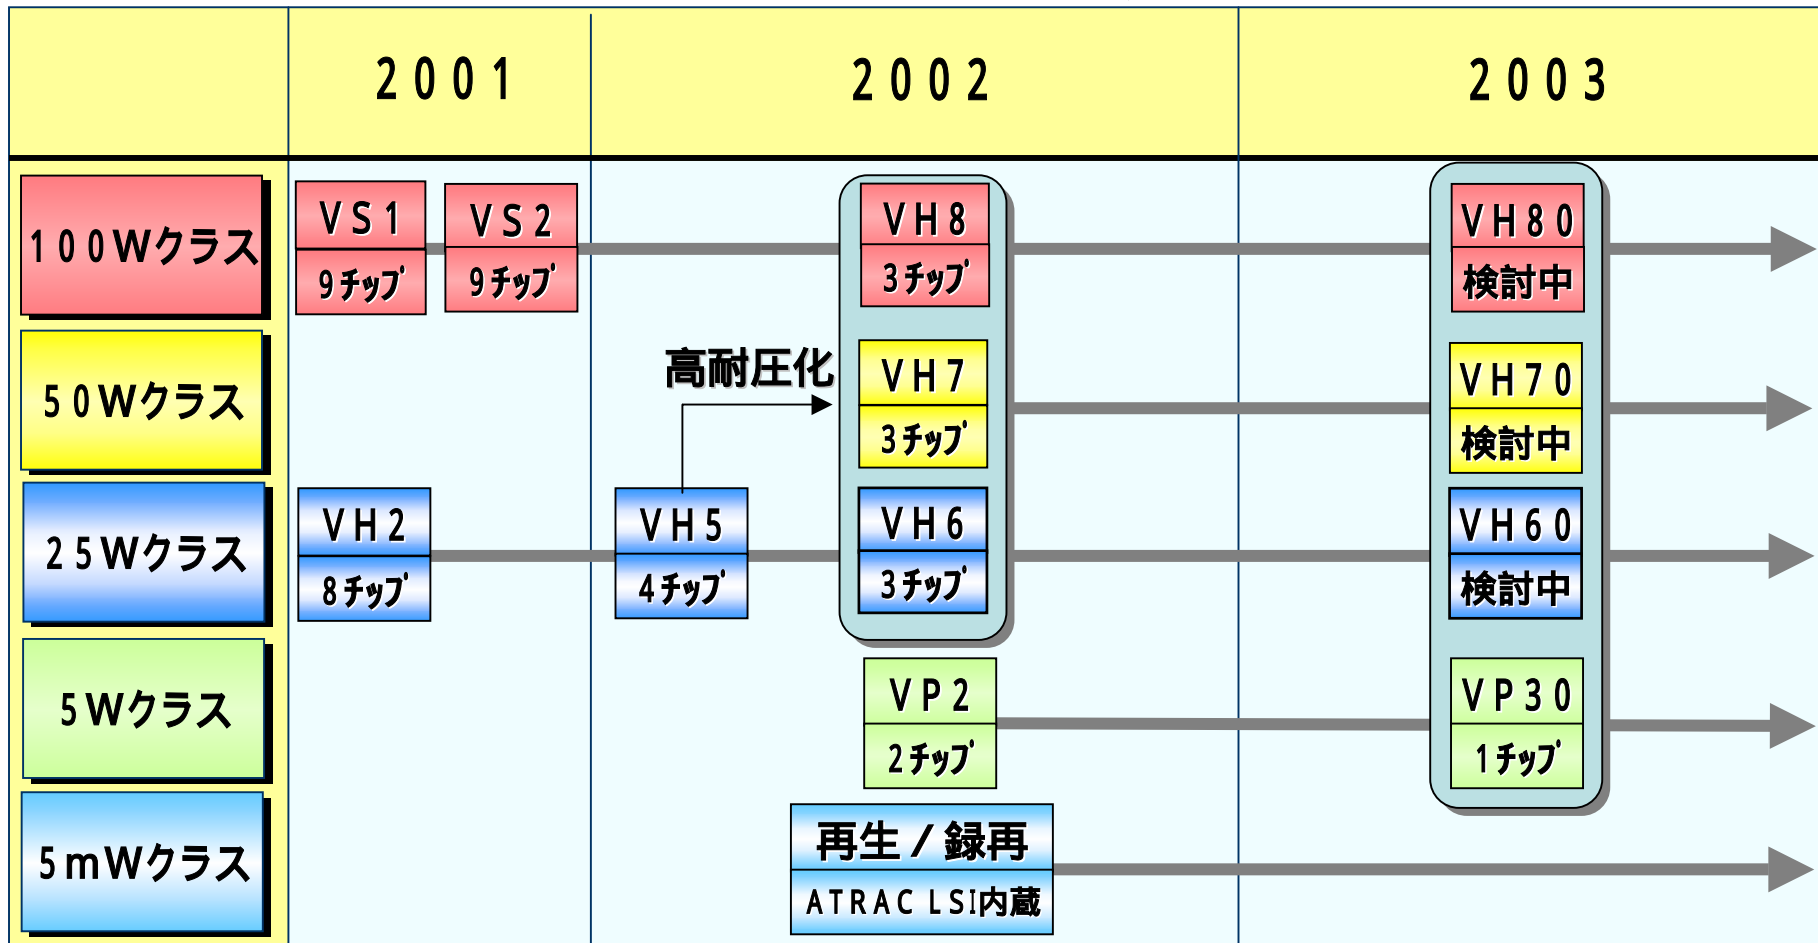 ２００１
２００２
２００３
１００Ｗクラス
ＶＳ１
９チップ
ＶＳ２
９チップ
ＶＨ８
３チップ
ＶＨ８０
検討中
５０Ｗクラス
高耐圧化
ＶＨ７
３チップ
ＶＨ７０
検討中
２５Ｗクラス
ＶＨ２
８チップ
ＶＨ５
４チップ
ＶＨ６
３チップ
ＶＨ６０
検討中
５Ｗクラス
ＶＰ２
２チップ
ＶＰ３０
１チップ
５ｍＷクラス
再生／録再
ＡＴＲＡＣ ＬＳＩ内蔵